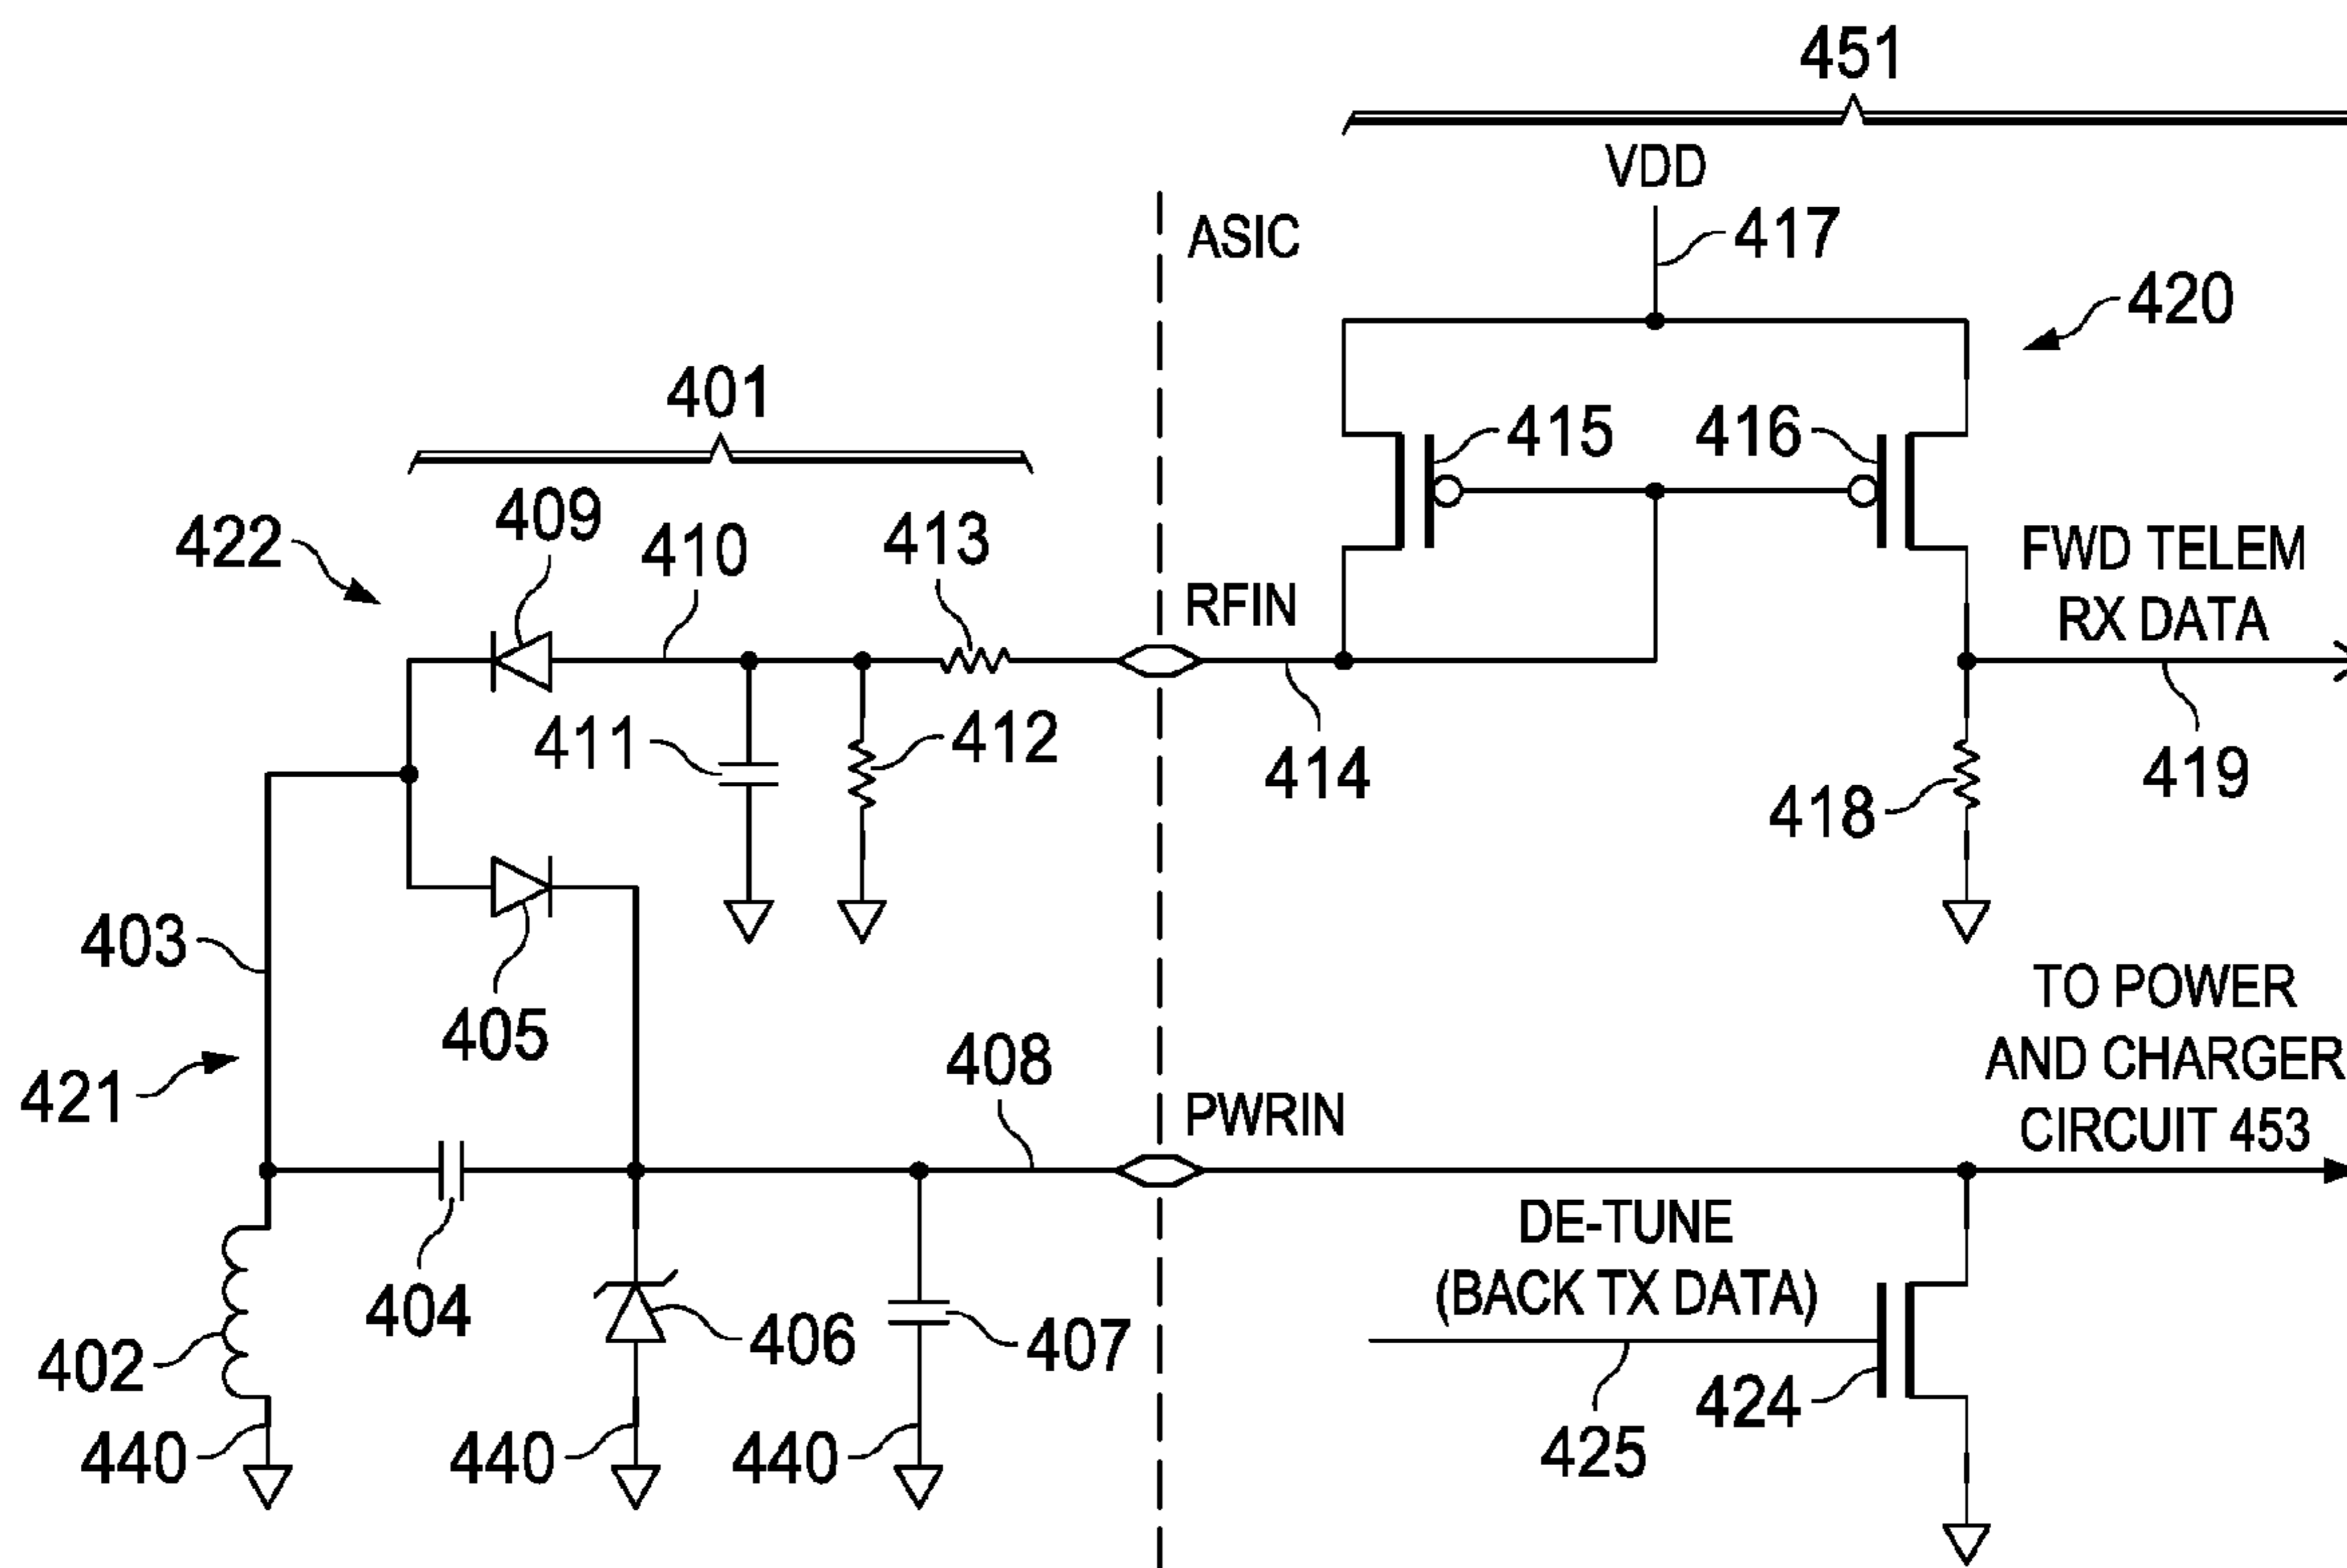 451
VDD
ASIC
417
420
401
415
416
409
422
410
413
FWD TELEM
RX DATA
RFIN
411
412
414
419
418
403
405
TO POWER
AND CHARGER
CIRCUIT 453
408
421
PWRIN
DE-TUNE
(BACK TX DATA)
404
402
406
407
424
425
440
440
440